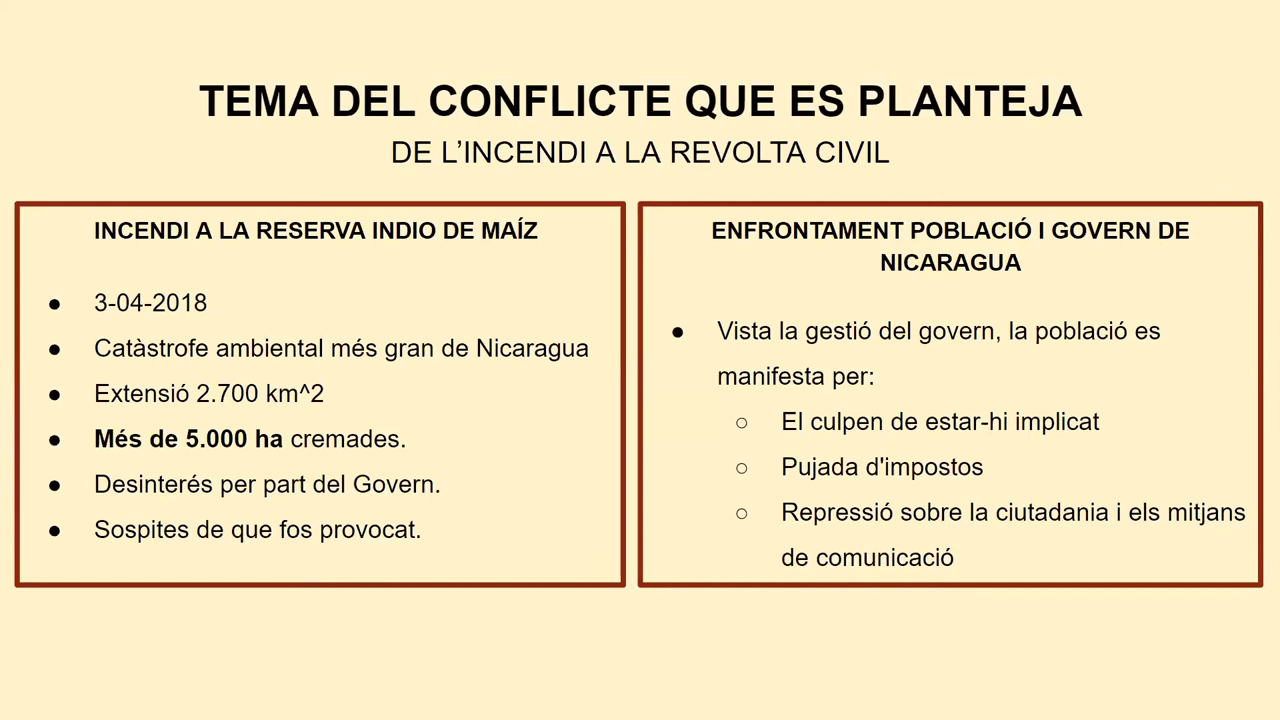 TEMA DEL CONFLICTE QUE ES PLANTEJA
DE L'INCENDI A LA REVOLTA CIVIL
INCENDI A LA RESERVA INDIO DE MAÍZ
● 3-04-2018
● Catàstrofe ambiental més gran de Nicaragua
● Extensió 2.700 km^2
● Més de 5.000 ha cremades.
● Desinterés per part del Govern.
● Sospites de que fos provocat.
ENFRONTAMENT POBLACIÓ I GOVERN DE
NICARAGUA
● Vista la gestió del govern, la població es
manifesta per:
○ El culpen de estar-hi implicat
○ Pujada d'impostos
○ Repressió sobre la ciutadania i els mitjans
de comunicació